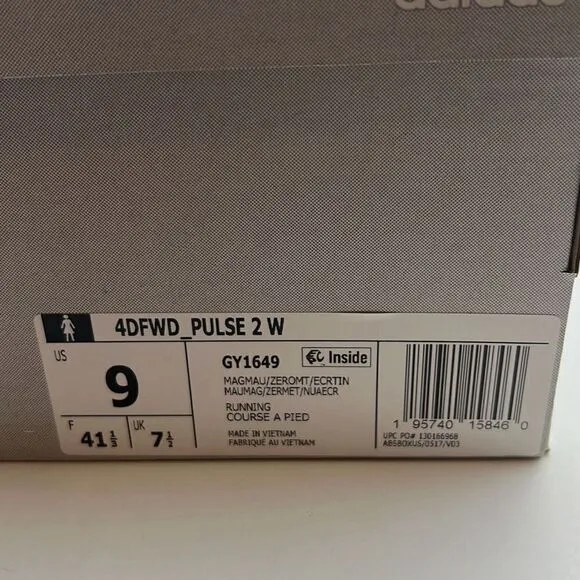 adidas
4DFWD_PULSE 2 W
US
9
F
41 1/3
UK
7 1/2
GY1649
Inside
MAGMAU/ZEROMT/ECRTIN
MAUMAG/ZERMET/NUAECR
RUNNING
COURSE A PIED
MADE IN VIETNAM
FABRIQUÉ AU VIETNAM
1 95740 15846 0
UPC PO# 130166968
ABSBOXUS/0517/V03